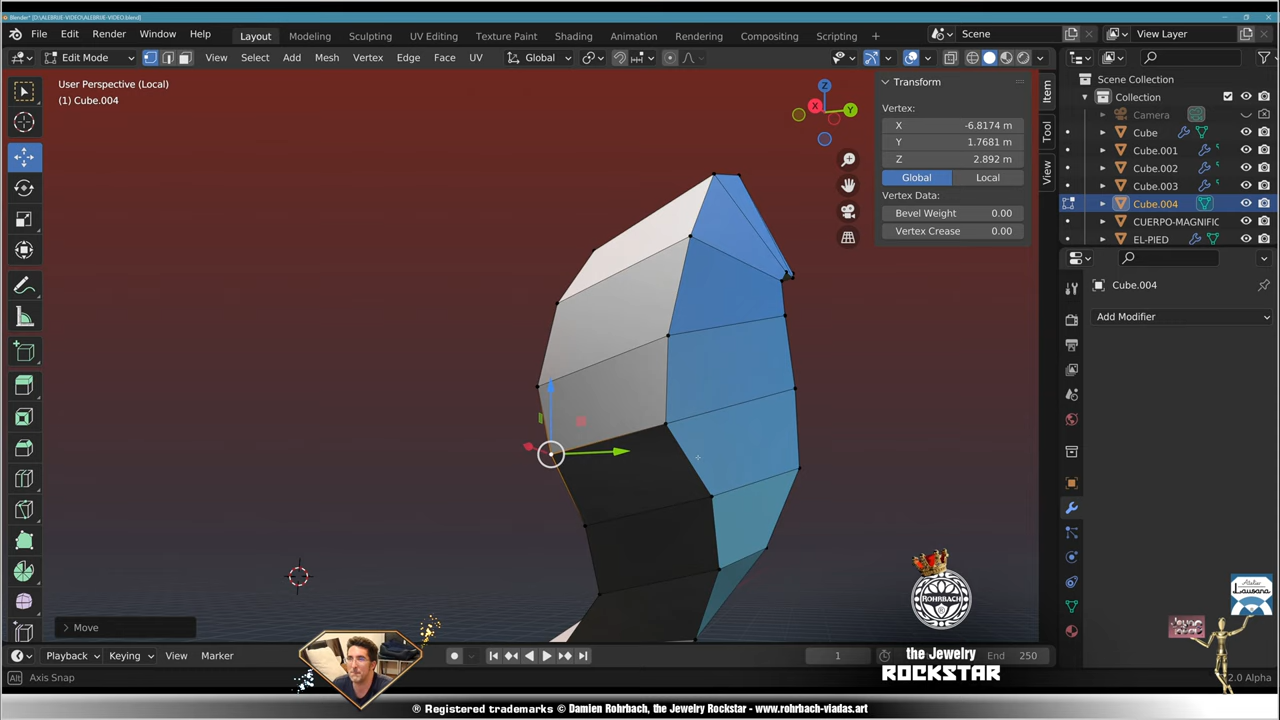 Blender* [D:\ALEBRIJE-VIDEO\ALEBRIJE-VIDEO.blend]
File Edit Render Window Help Layout Modeling Sculpting UV Editing Texture Paint Shading Animation Rendering Compositing Scripting Scene View Layer
Edit Mode View Select Add Mesh Vertex Edge Face UV Global
User Perspective (Local)
(1) Cube.004
X
Y
Z
Transform
Vertex:
X -6.8174 m
Y 1.7681 m
Z 2.892 m
Global Local
Vertex Data:
Bevel Weight 0.00
Vertex Crease 0.00
Item
Tool
View
Scene Collection
Collection
Camera
Cube
Cube.001
Cube.002
Cube.003
Cube.004
CUERPO-MAGNIFIC
EL-PIED
Cube.004
Add Modifier
Move
Playback Keying View Marker 1 End 250
Alt Axis Snap 2.0 Alpha
ROHRBACH
the Jewelry
ROCKSTAR
Atelier
Lausana
® Registered trademarks © Damien Rohrbach, the Jewelry Rockstar - www.rohrbach-viadas.art